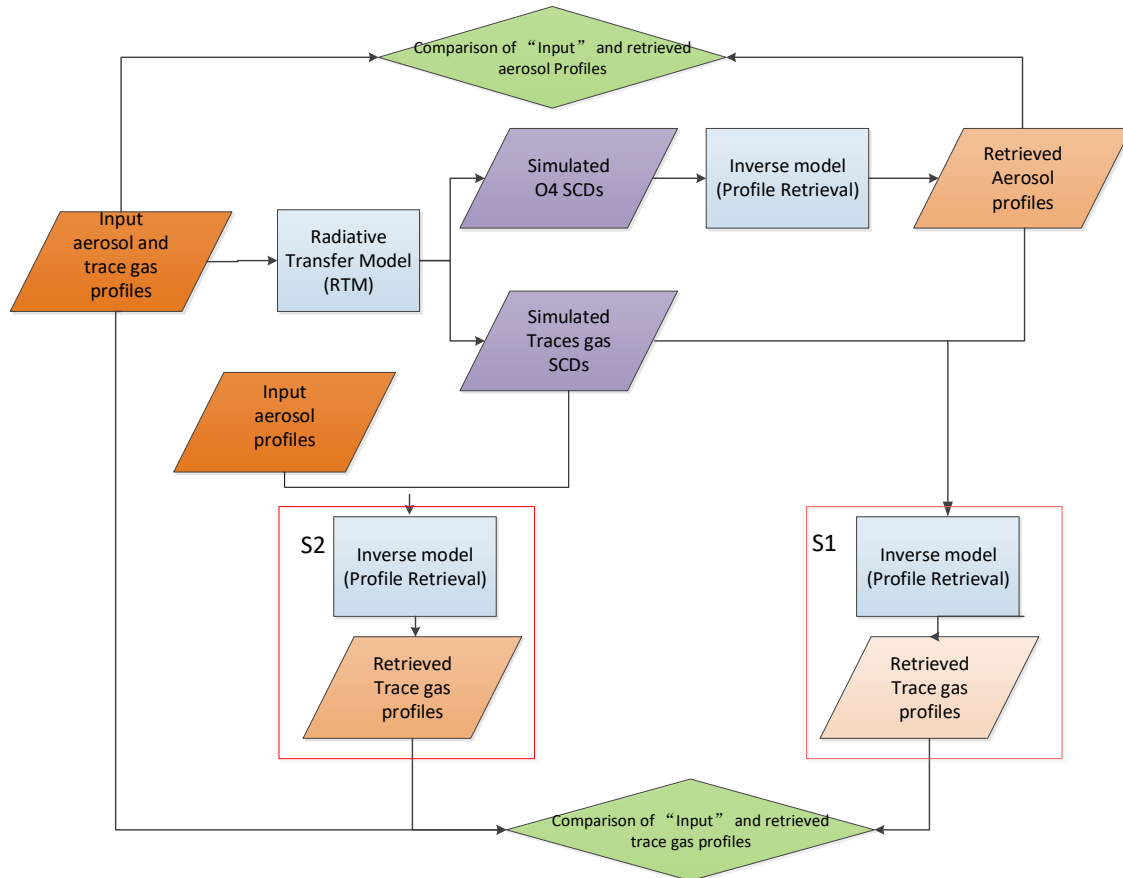 Comparison of “Input” and retrieved
aerosol Profiles
Simulated
O4 SCDs
Inverse model
(Profile Retrieval)
Retrieved
Aerosol
profiles
Input
aerosol and
trace gas
profiles
Radiative
Transfer Model
(RTM)
Simulated
Traces gas
SCDs
Input
aerosol
profiles
S2
Inverse model
(Profile Retrieval)
Retrieved
Trace gas
profiles
S1
Inverse model
(Profile Retrieval)
Retrieved
Trace gas
profiles
Comparison of “Input” and retrieved
trace gas profiles